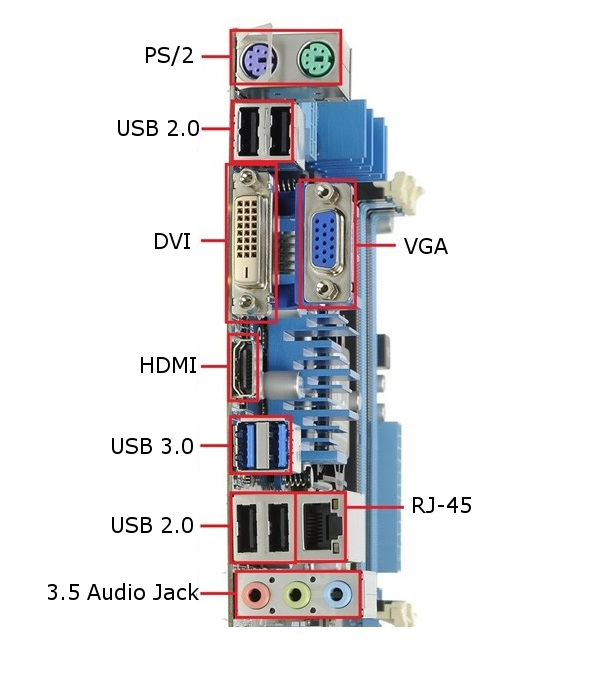 PS/2
USB 2.0
DVI
VGA
HDMI
USB 3.0
RJ-45
USB 2.0
3.5 Audio Jack